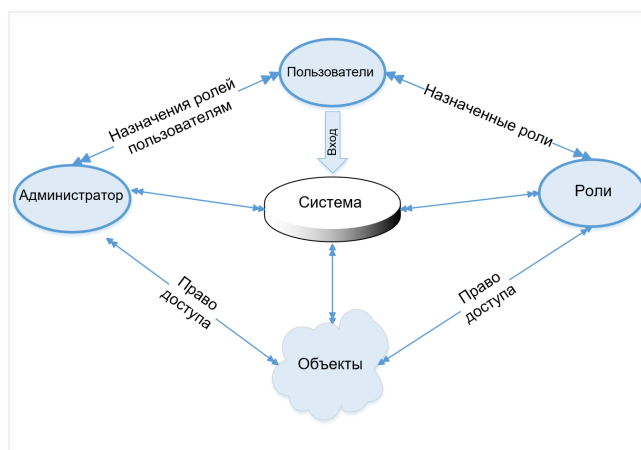 Пользователи
Назначения ролей
пользователям
Назначенные роли
Вход
Администратор
Система
Роли
Право
доступа
Право
доступа
Объекты